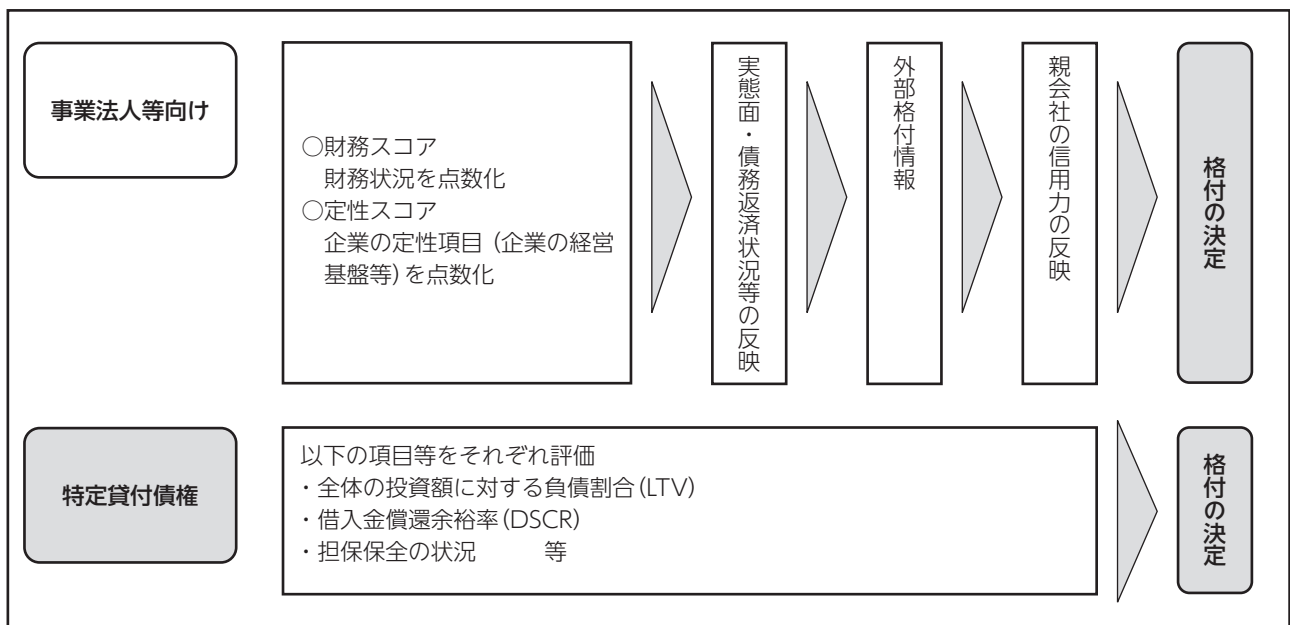 事業法人等向け
○財務スコア
財務状況を点数化
○定性スコア
企業の定性項目（企業の経営
基盤等）を点数化
実態面・債務返済状況等の反映
外部格付情報
親会社の信用力の反映
格付の決定
特定貸付債権
以下の項目等をそれぞれ評価
・全体の投資額に対する負債割合(LTV)
・借入金償還余裕率(DSCR)
・担保保全の状況　　等
格付の決定